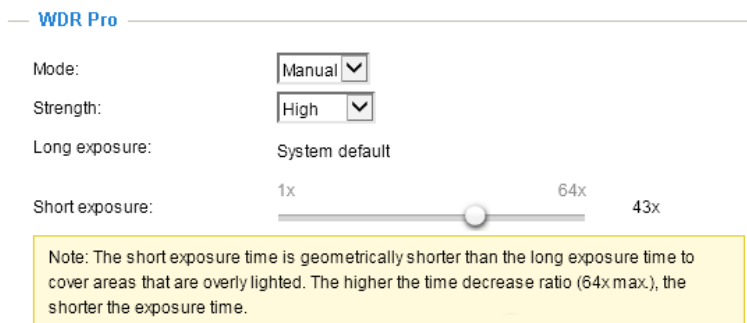 WDR Pro
Mode: Manual
Strength: High
Long exposure: System default
1x 64x
Short exposure: 43x
Note: The short exposure time is geometrically shorter than the long exposure time to
cover areas that are overly lighted. The higher the time decrease ratio (64x max.), the
shorter the exposure time.